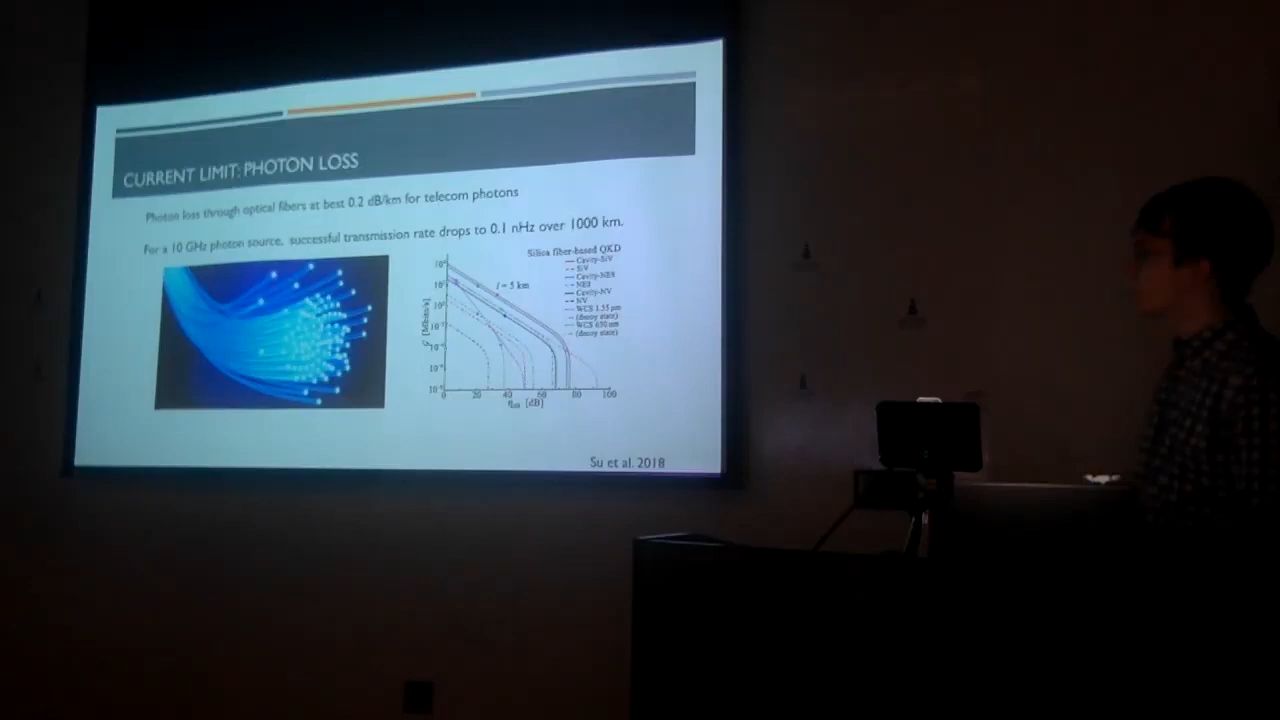 CURRENT LIMIT: PHOTON LOSS
Photon loss through optical fibers at best 0.2 dB/km for telecom photons
For a 10 GHz photon source, successful transmission rate drops to 0.1 nHz over 1000 km.
Silica fiber-based QKD
Cavity-SiV
SiV
Cavity-NE8
NE8
Cavity-NV
NV
WCS 1.55 μm
(decoy state)
WCS 650 nm
(decoy state)
l = 5 km
[Mbits/s]
0 20 40 60 80 100
[dB]
Su et al. 2018